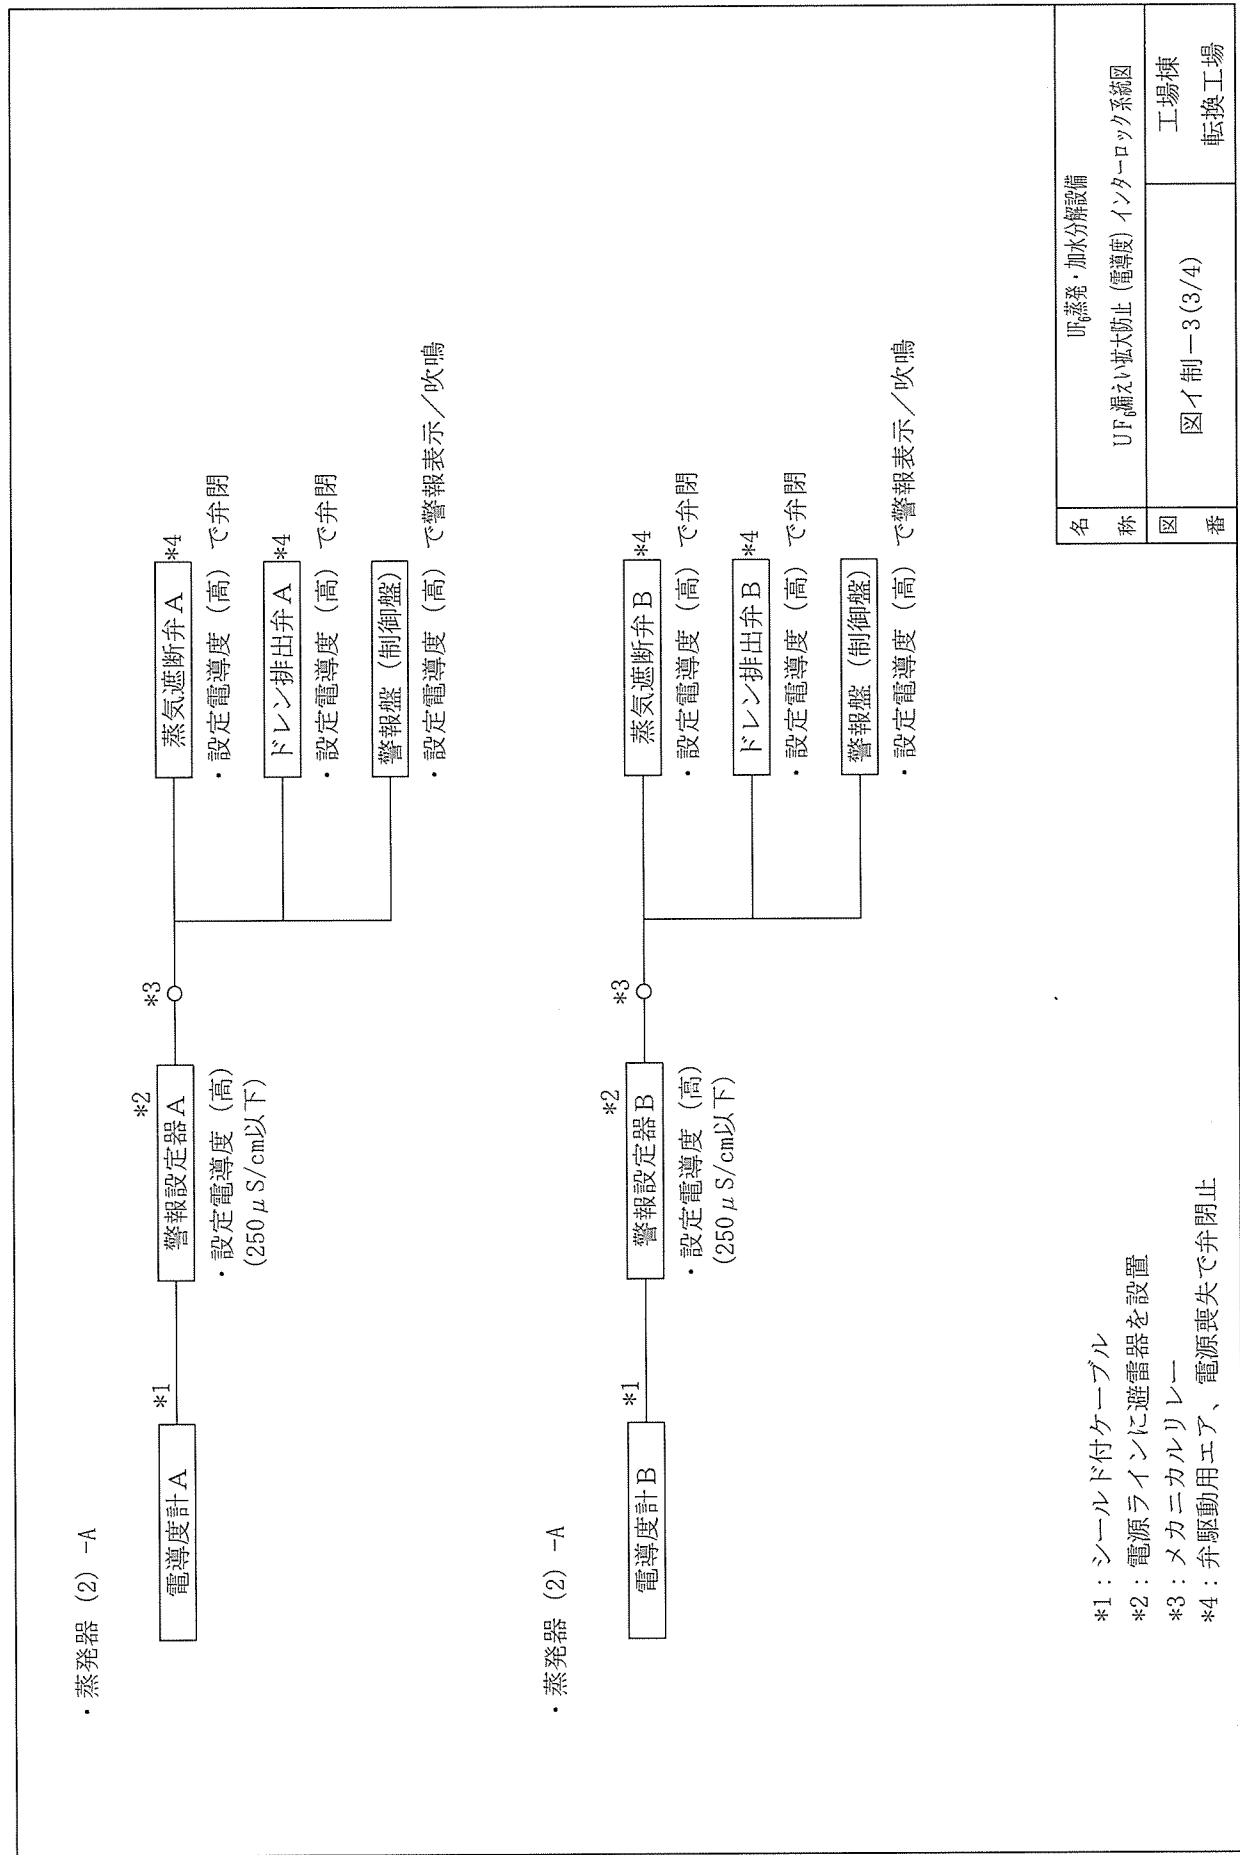 ・蒸発器 (2) -A
電導度計A
*1
*2
警報設定器A
・設定電導度 (高)
(250μS/cm以下)
*3
蒸気遮断弁A
*4
・設定電導度 (高) で弁閉
ドレン排出弁A
*4
・設定電導度 (高) で弁閉
警報盤 (制御盤)
・設定電導度 (高) で警報表示/吹鳴
・蒸発器 (2) -A
電導度計B
*1
*2
警報設定器B
・設定電導度 (高)
(250μS/cm以下)
*3
蒸気遮断弁B
*4
・設定電導度 (高) で弁閉
ドレン排出弁B
*4
・設定電導度 (高) で弁閉
警報盤 (制御盤)
・設定電導度 (高) で警報表示/吹鳴
*1:シールド付ケーブル
*2:電源ラインに避雷器を設置
*3:メカニカルリレー
*4:弁駆動用エア、電源喪失で弁閉止
名称
UF₆蒸発・加水分解設備
UF₆漏えい拡大防止 (電導度) インターロック系統図
図番
図イ制-3(3/4)
工場棟
転換工場